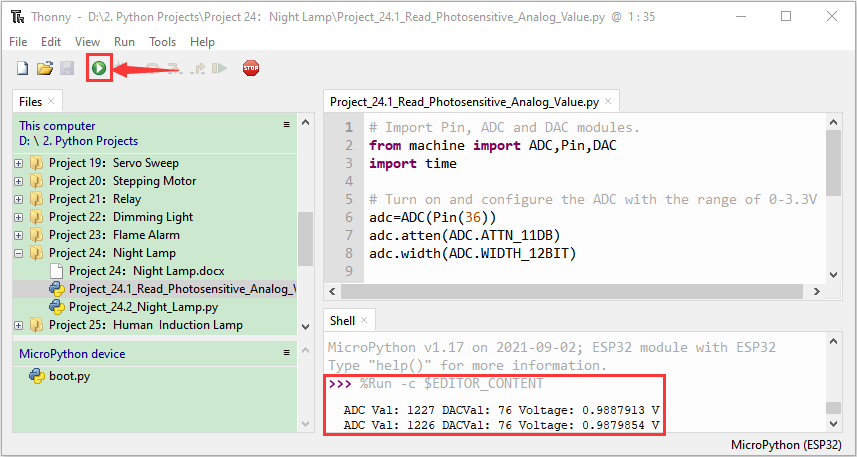 Thonny - D:\2. Python Projects\Project 24：Night Lamp\Project_24.1_Read_Photosensitive_Analog_Value.py @ 1 : 35
File Edit View Run Tools Help
STOP
Files
This computer
D: \ 2. Python Projects
Project 19：Servo Sweep
Project 20：Stepping Motor
Project 21：Relay
Project 22：Dimming Light
Project 23：Flame Alarm
Project 24：Night Lamp
Project 24：Night Lamp.docx
Project_24.1_Read_Photosensitive_Analog_V
Project_24.2_Night_Lamp.py
Project 25：Human Induction Lamp
MicroPython device
boot.py
Project_24.1_Read_Photosensitive_Analog_Value.py
1 # Import Pin, ADC and DAC modules.
2 from machine import ADC,Pin,DAC
3 import time
4
5 # Turn on and configure the ADC with the range of 0-3.3V
6 adc=ADC(Pin(36))
7 adc.atten(ADC.ATTN_11DB)
8 adc.width(ADC.WIDTH_12BIT)
9
Shell
MicroPython v1.17 on 2021-09-02; ESP32 module with ESP32
Type "help()" for more information.
>>> %Run -c $EDITOR_CONTENT
ADC Val: 1227 DACVal: 76 Voltage: 0.9887913 V
ADC Val: 1226 DACVal: 76 Voltage: 0.9879854 V
MicroPython (ESP32)